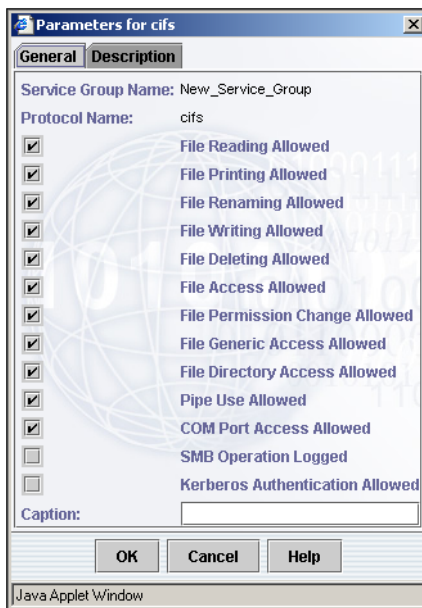 Parameters for cifs
General Description
Service Group Name: New_Service_Group
Protocol Name: cifs
File Reading Allowed
File Printing Allowed
File Renaming Allowed
File Writing Allowed
File Deleting Allowed
File Access Allowed
File Permission Change Allowed
File Generic Access Allowed
File Directory Access Allowed
Pipe Use Allowed
COM Port Access Allowed
SMB Operation Logged
Kerberos Authentication Allowed
Caption:
OK Cancel Help
Java Applet Window